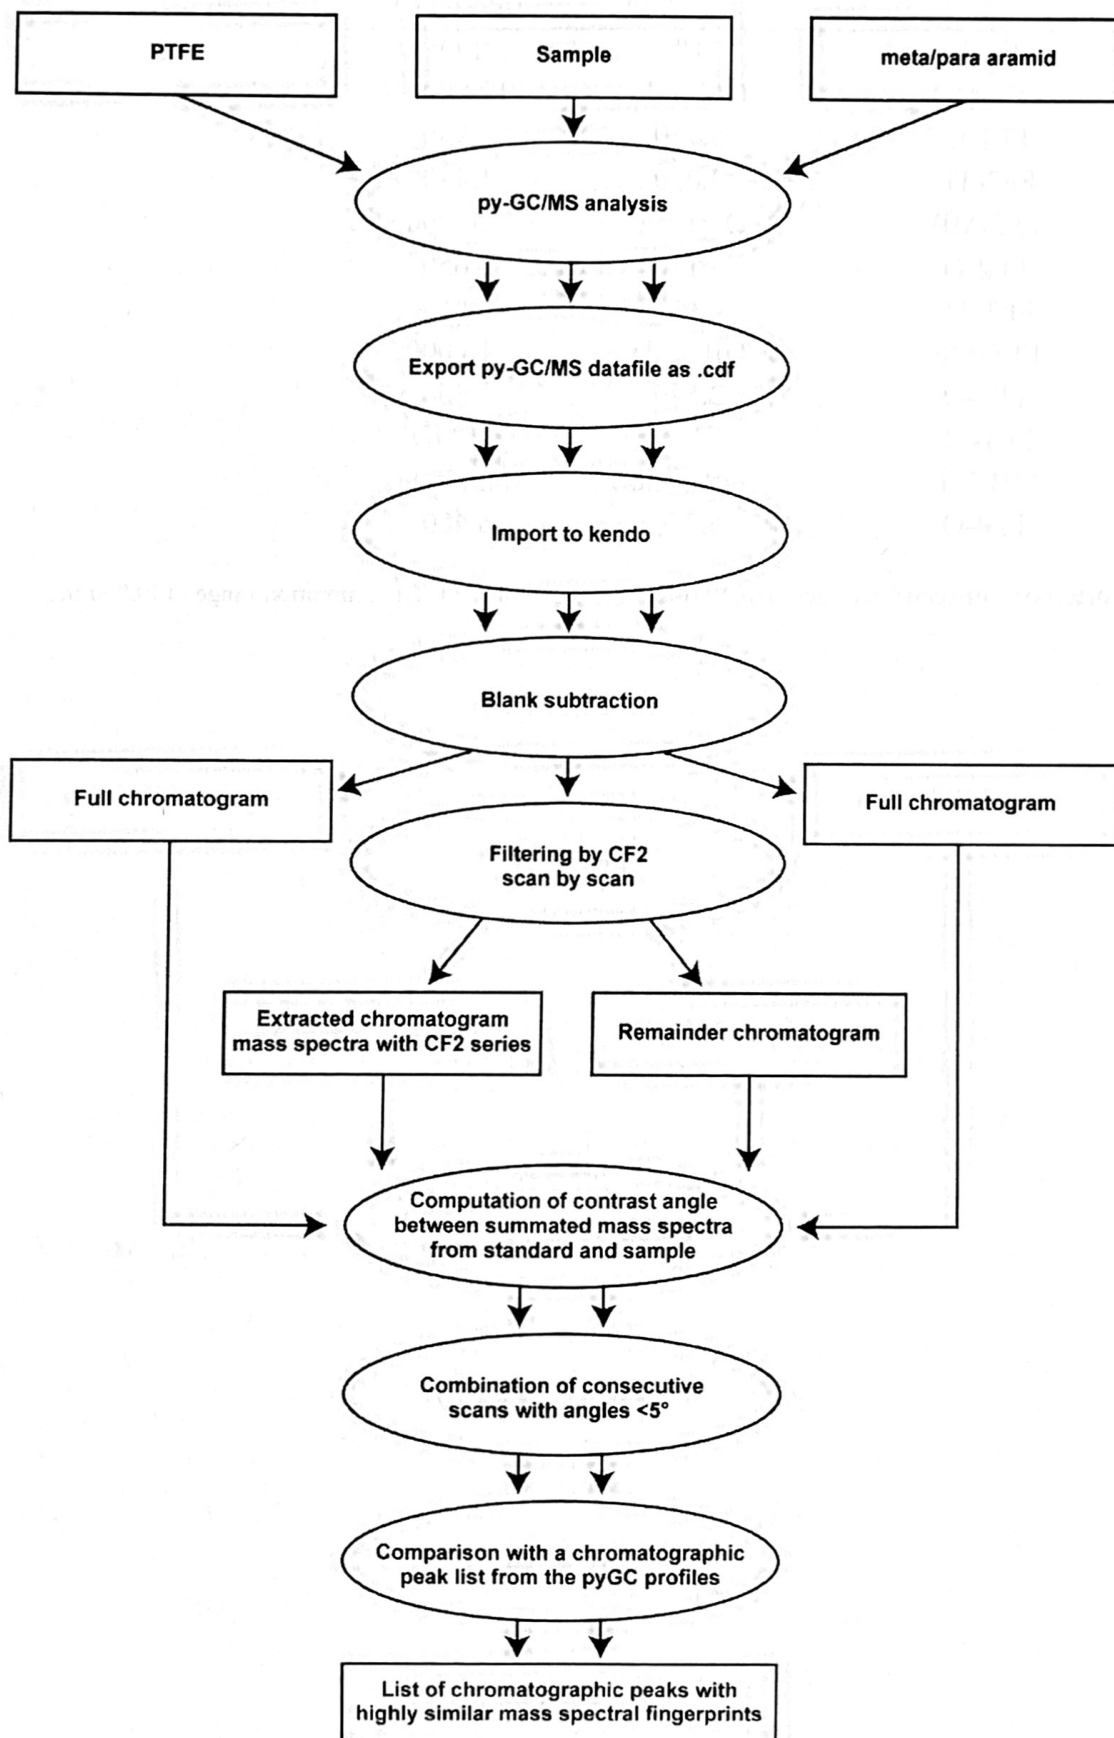 PTFE
Sample
meta/para aramid
py-GC/MS analysis
Export py-GC/MS datafile as .cdf
Import to kendo
Blank subtraction
Full chromatogram
Full chromatogram
Filtering by CF2
scan by scan
Extracted chromatogram
mass spectra with CF2 series
Remainder chromatogram
Computation of contrast angle
between summated mass spectra
from standard and sample
Combination of consecutive
scans with angles <5°
Comparison with a chromatographic
peak list from the pyGC profiles
List of chromatographic peaks with
highly similar mass spectral fingerprints